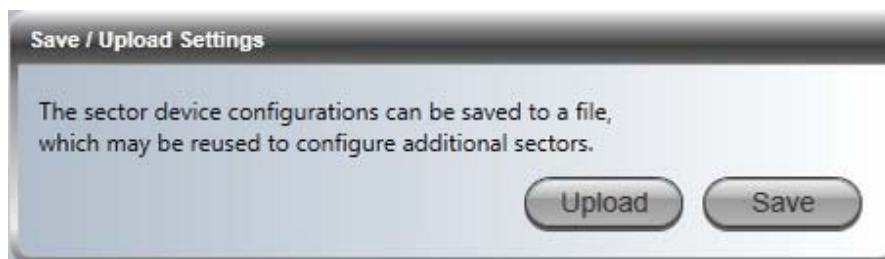 Save / Upload Settings
The sector device configurations can be saved to a file,
which may be reused to configure additional sectors.
Upload Save